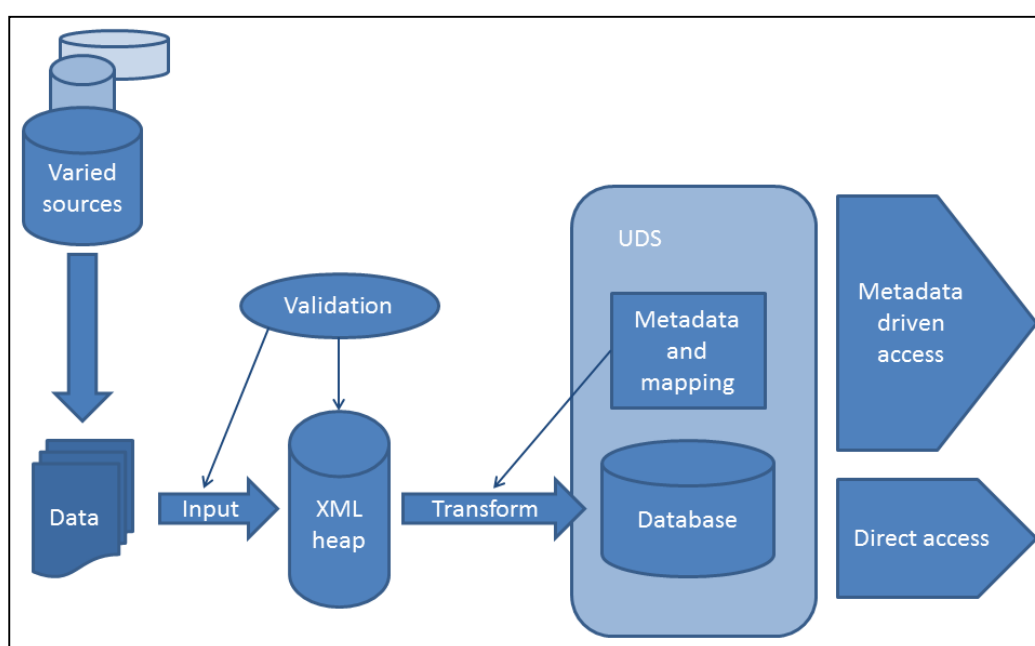 Varied
sources
Data
Validation
Input
XML
heap
Transform
UDS
Metadata
and
mapping
Database
Metadata
driven
access
Direct access